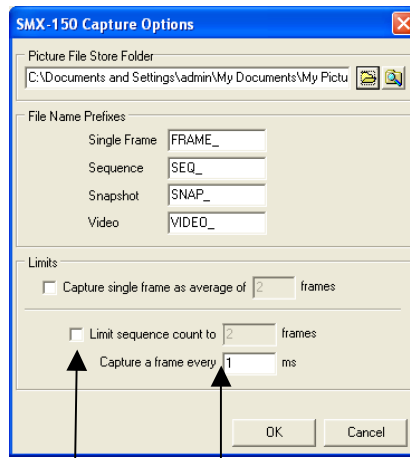 SMX-150 Capture Options
Picture File Store Folder
C:\Documents and Settings\admin\My Documents\My Pictu
File Name Prefixes
Single Frame FRAME_
Sequence SEQ_
Snapshot SNAP_
Video VIDEO_
Limits
Capture single frame as average of 2 frames
Limit sequence count to 2 frames
Capture a frame every 1 ms
OK Cancel